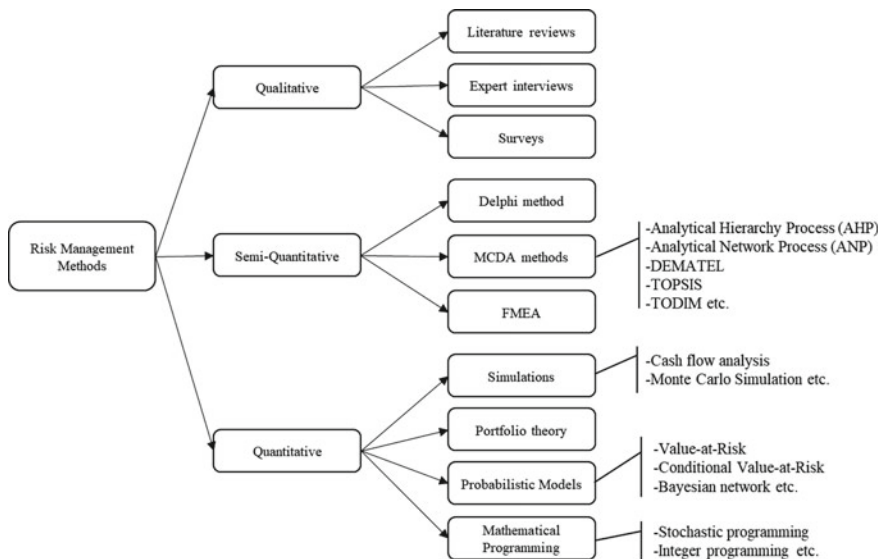 Literature reviews
Qualitative
Expert interviews
Surveys
Risk Management
Methods
Semi-Quantitative
Delphi method
MCDA methods
-Analytical Hierarchy Process (AHP)
-Analytical Network Process (ANP)
-DEMATEL
-TOPSIS
-TODIM etc.
FMEA
Quantitative
Simulations
-Cash flow analysis
-Monte Carlo Simulation etc.
Portfolio theory
Probabilistic Models
-Value-at-Risk
-Conditional Value-at-Risk
-Bayesian network etc.
Mathematical
Programming
-Stochastic programming
-Integer programming etc.